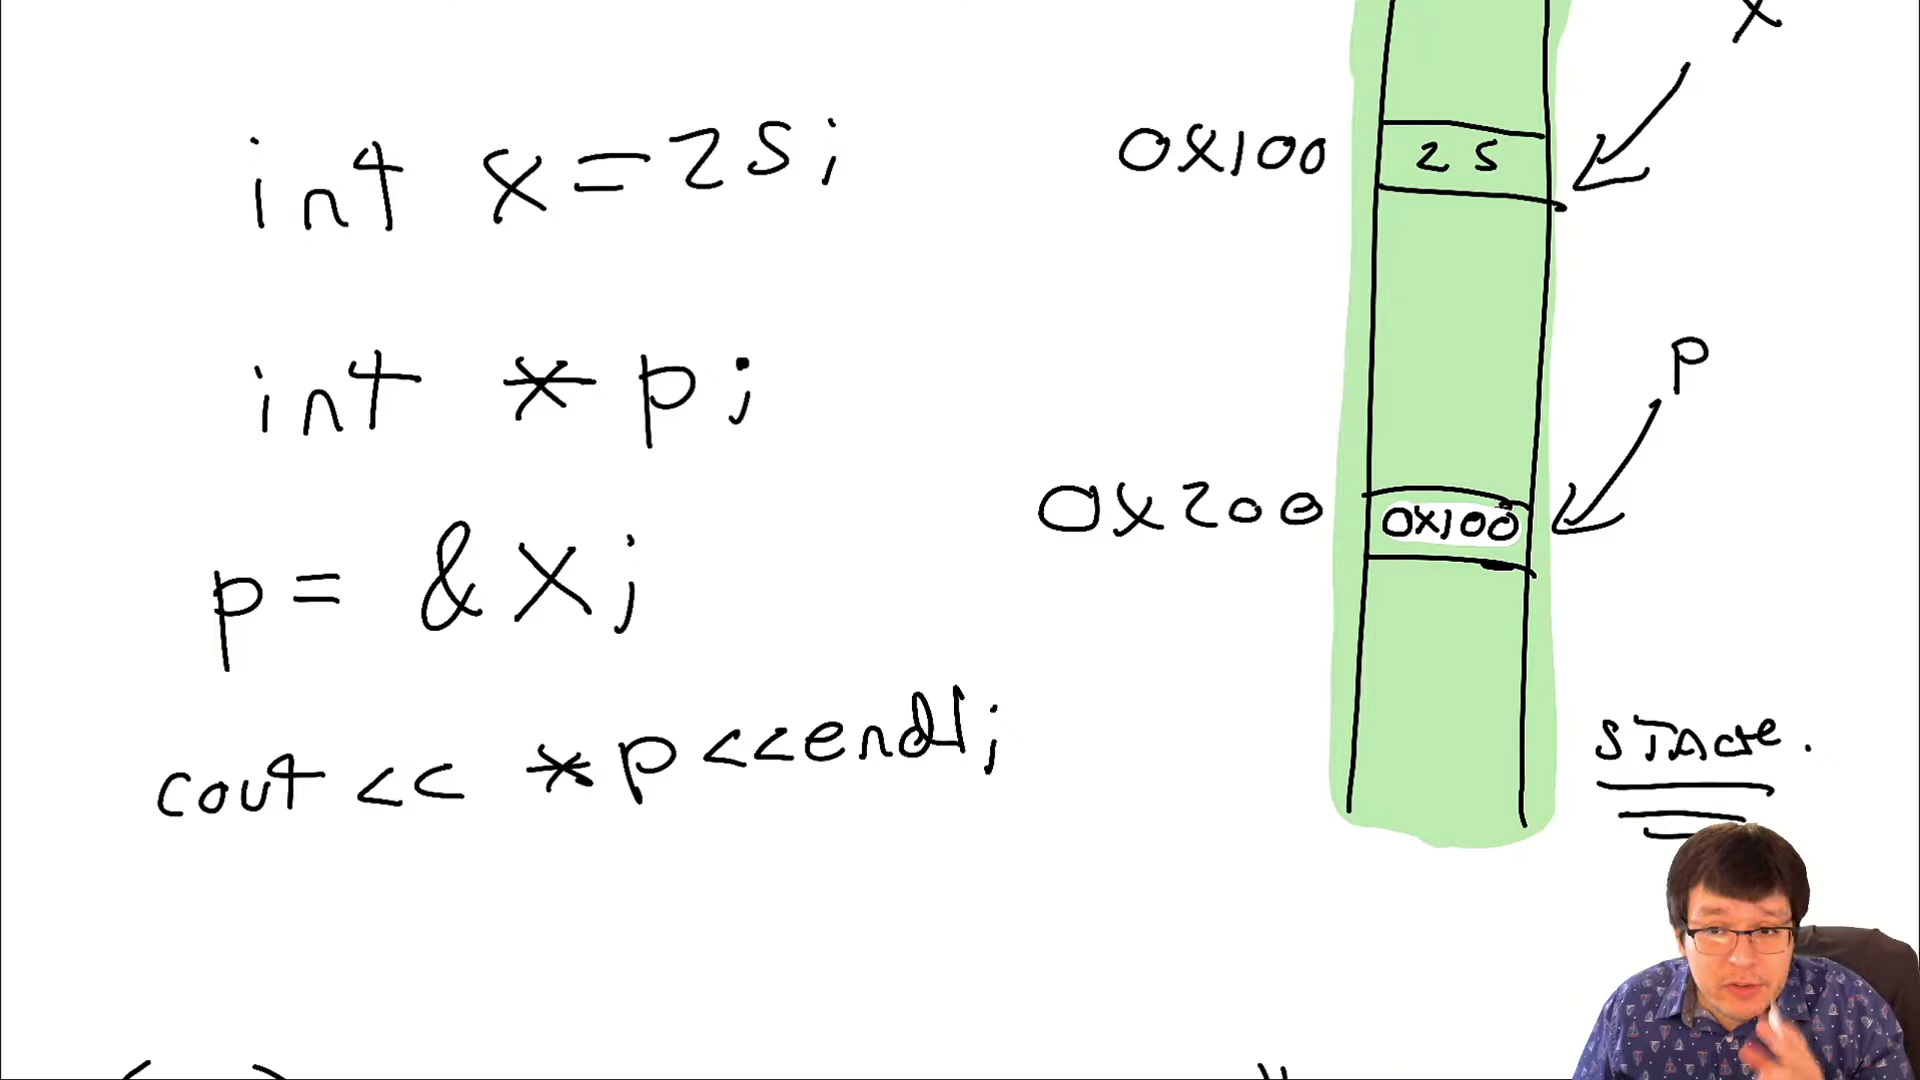 int x=25;
int *p;
p= &x;
cout<< *p<<endl;
x
0x100
25
p
0x200
0x100
STACK.